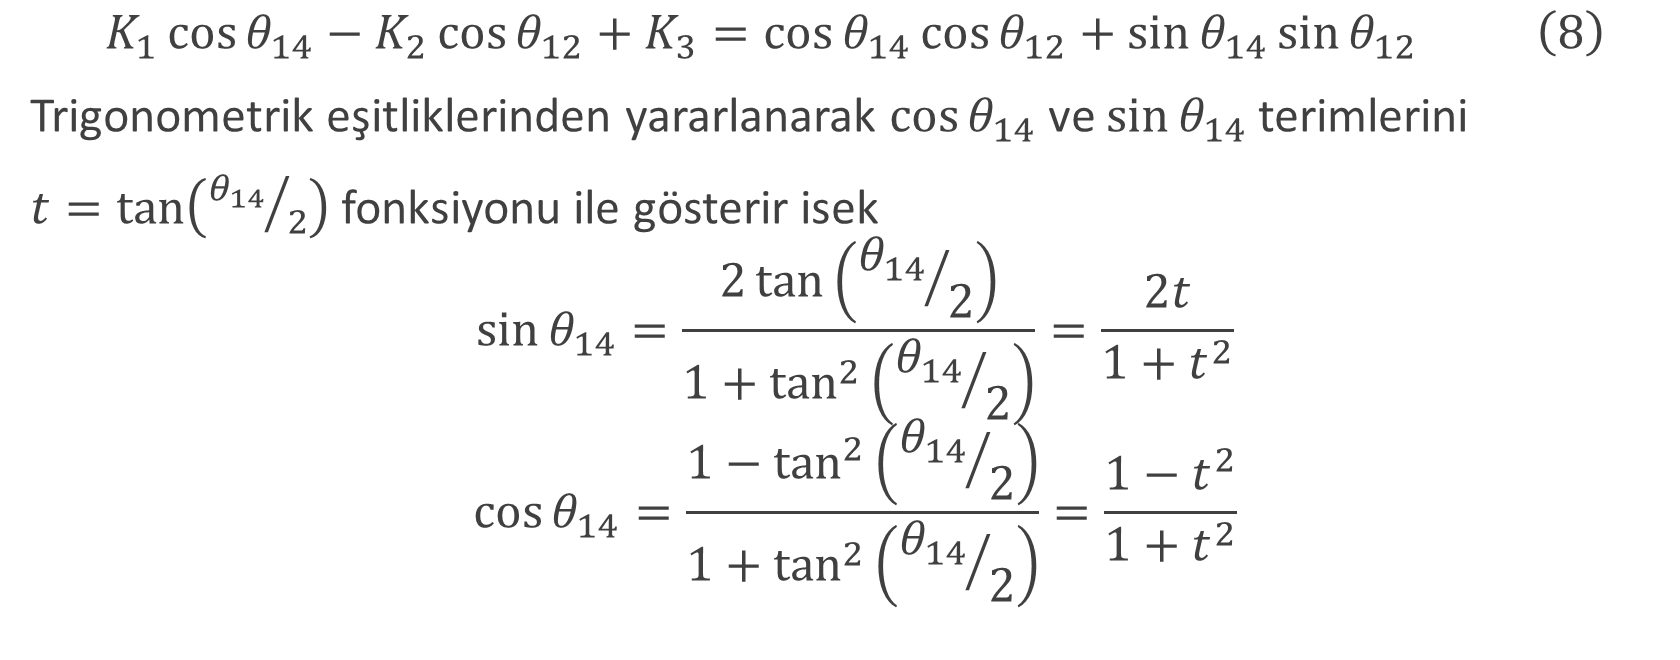 K₁ cos θ₁₄ − K₂ cos θ₁₂ + K₃ = cos θ₁₄ cos θ₁₂ + sin θ₁₄ sin θ₁₂ (8)
Trigonometrik eşitliklerinden yararlanarak cos θ₁₄ ve sin θ₁₄ terimlerini
t = tan(θ₁₄/2) fonksiyonu ile gösterir isek
sin θ₁₄ = (2 tan (θ₁₄/2))/(1 + tan² (θ₁₄/2)) = 2t/(1 + t²)
cos θ₁₄ = (1 − tan² (θ₁₄/2))/(1 + tan² (θ₁₄/2)) = (1 − t²)/(1 + t²)